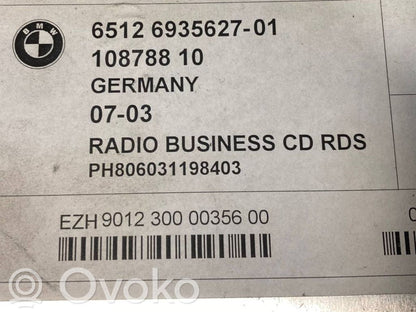 BMW
6512 6935627-01
108788 10
GERMANY
07-03
RADIO BUSINESS CD RDS
PH806031198403
EZH 9012 300 00356 00
Ovoko